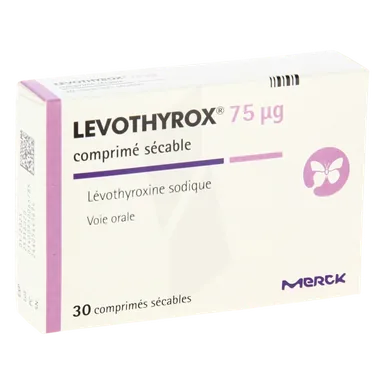 LEVOTHYROX® 75 µg
comprimé sécable
Lévothyroxine sodique
Voie orale
MERCK
30 comprimés sécables